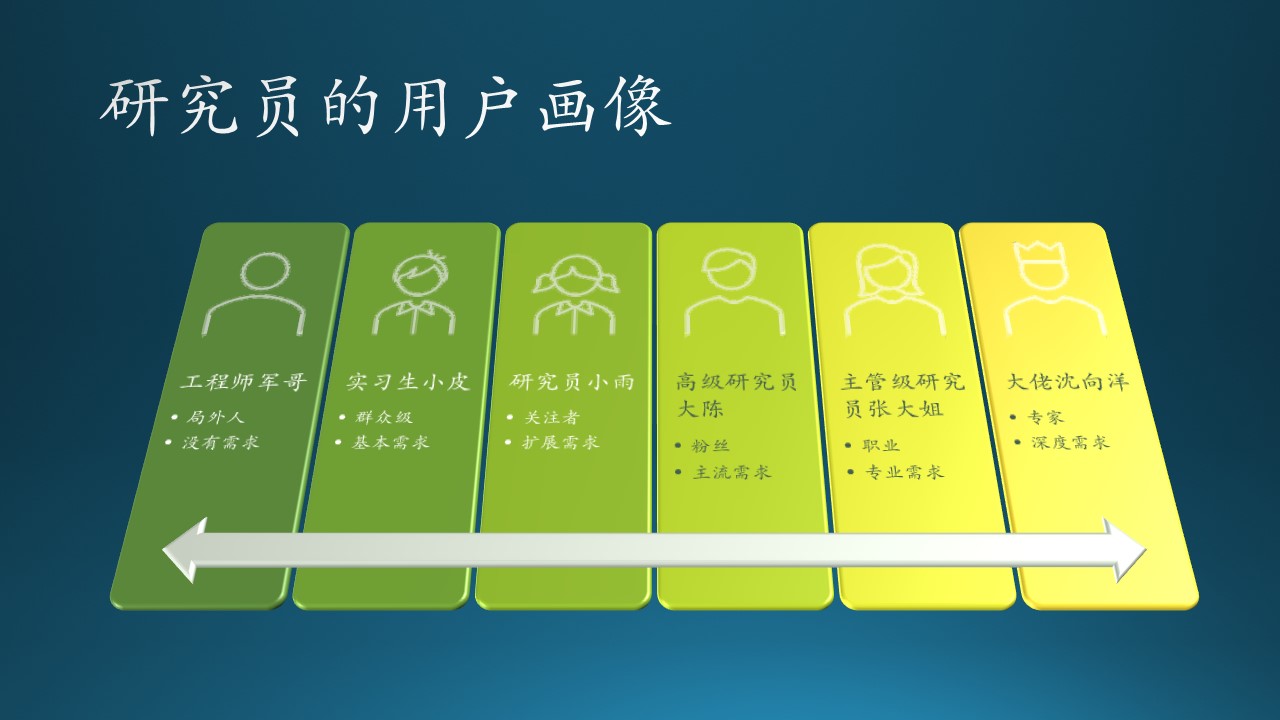 研究员的用户画像
工程师军哥
• 局外人
• 没有需求
实习生小皮
• 群众级
• 基本需求
研究员小雨
• 关注者
• 扩展需求
高级研究员
大陈
• 粉丝
• 主流需求
主管级研究
员张大姐
• 职业
• 专业需求
大佬沈向洋
• 专家
• 深度需求